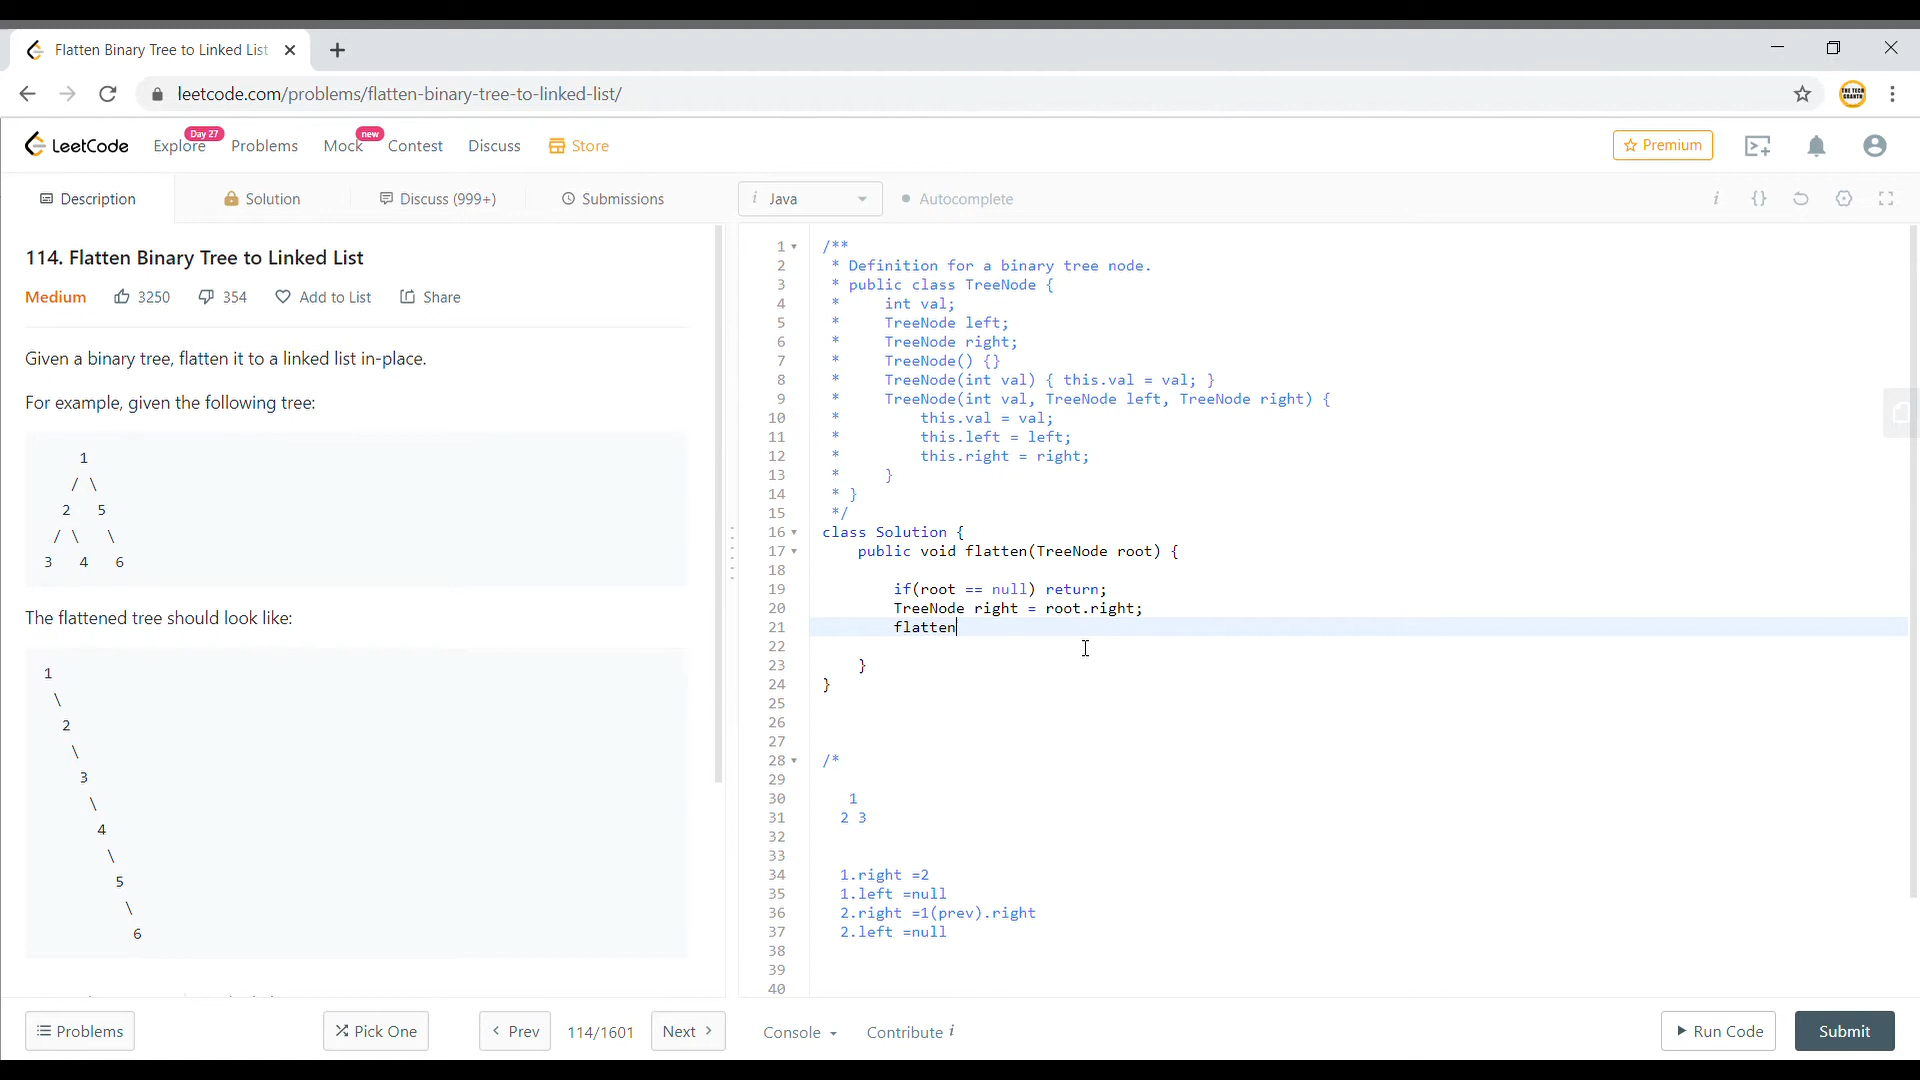 Flatten Binary Tree to Linked List
leetcode.com/problems/flatten-binary-tree-to-linked-list/
THE TECH GRANTH
LeetCode
Explore
Day 27
Problems
Mock
new
Contest
Discuss
Store
Premium
Description
Solution
Discuss (999+)
Submissions
i Java
Autocomplete
i {}
114. Flatten Binary Tree to Linked List
Medium
3250
354
Add to List
Share
Given a binary tree, flatten it to a linked list in-place.
For example, given the following tree:
1
/ \
2 5
/ \ \
3 4 6
The flattened tree should look like:
1
\
2
\
3
\
4
\
5
\
6
1 /**
2 * Definition for a binary tree node.
3 * public class TreeNode {
4 * int val;
5 * TreeNode left;
6 * TreeNode right;
7 * TreeNode() {}
8 * TreeNode(int val) { this.val = val; }
9 * TreeNode(int val, TreeNode left, TreeNode right) {
10 * this.val = val;
11 * this.left = left;
12 * this.right = right;
13 * }
14 * }
15 */
16 class Solution {
17 public void flatten(TreeNode root) {
18
19 if(root == null) return;
20 TreeNode right = root.right;
21 flatten
22
23 }
24 }
25
26
27
28 /*
29
30 1
31 2 3
32
33
34 1.right =2
35 1.left =null
36 2.right =1(prev).right
37 2.left =null
38
39
40
Problems
Pick One
Prev
114/1601
Next
Console
Contribute i
Run Code
Submit